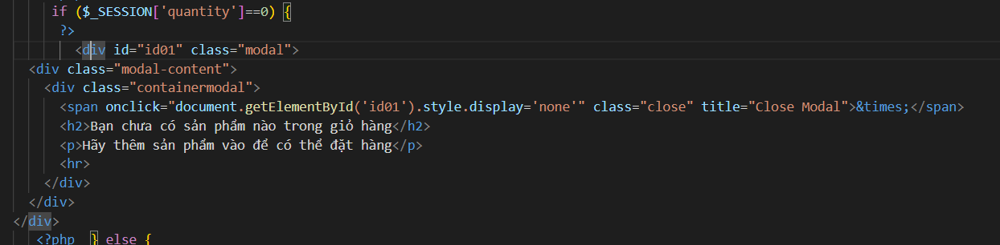 if ($_SESSION['quantity']==0) {
?>
<div id="id01" class="modal">
<div class="modal-content">
<div class="containermodal">
<span onclick="document.getElementById('id01').style.display='none'" class="close" title="Close Modal">&times;</span>
<h2>Bạn chưa có sản phẩm nào trong giỏ hàng</h2>
<p>Hãy thêm sản phẩm vào để có thể đặt hàng</p>
<hr>
</div>
</div>
</div>
<?php } else {